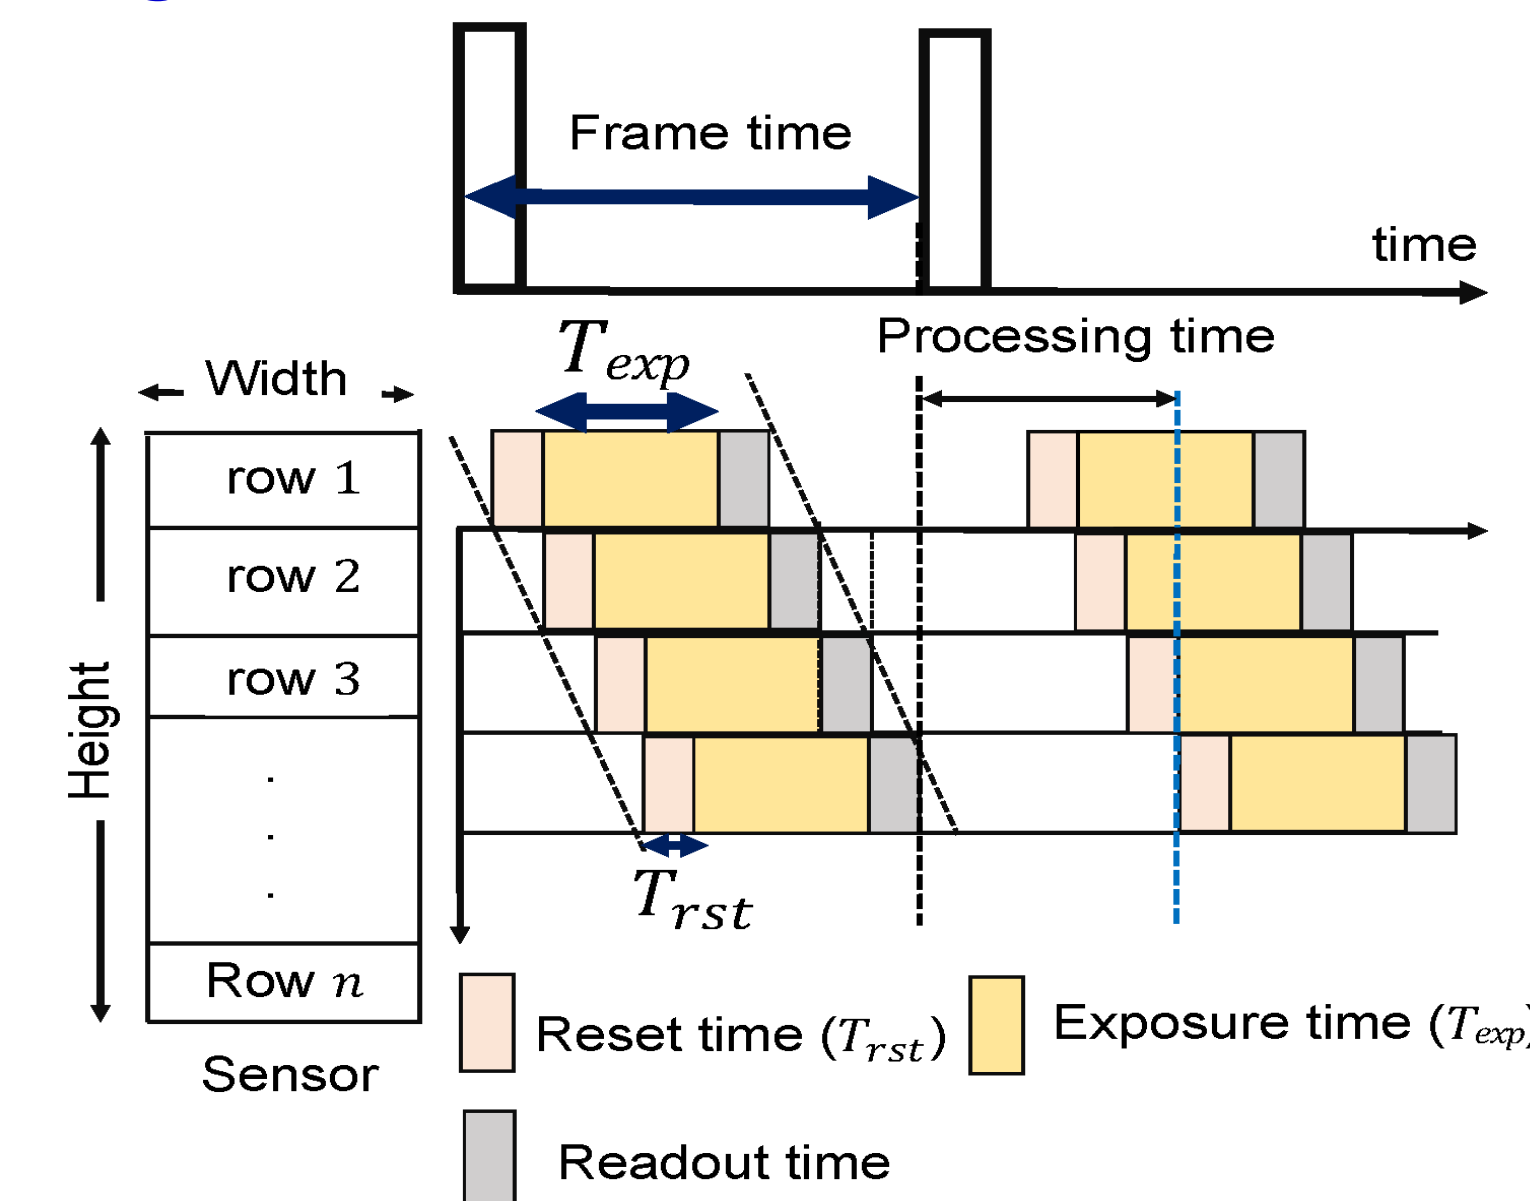 Frame time
time
Processing time
T_exp
Width
row 1
row 2
row 3
.
.
.
Row n
Height
Sensor
T_rst
Reset time (T_rst)
Exposure time (T_exp)
Readout time